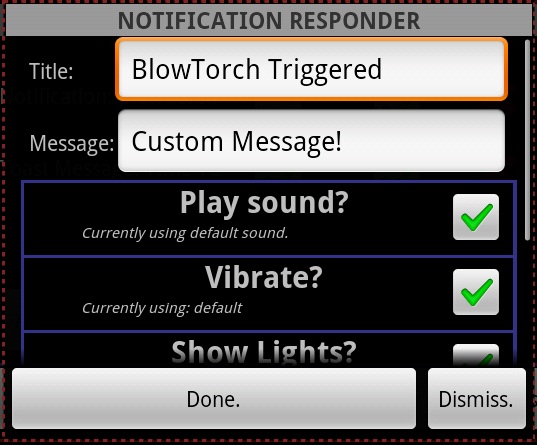 NOTIFICATION RESPONDER
Title: BlowTorch Triggered
Message: Custom Message!
Play sound?
Currently using default sound.
Vibrate?
Currently using: default
Show Lights?
Done. Dismiss.